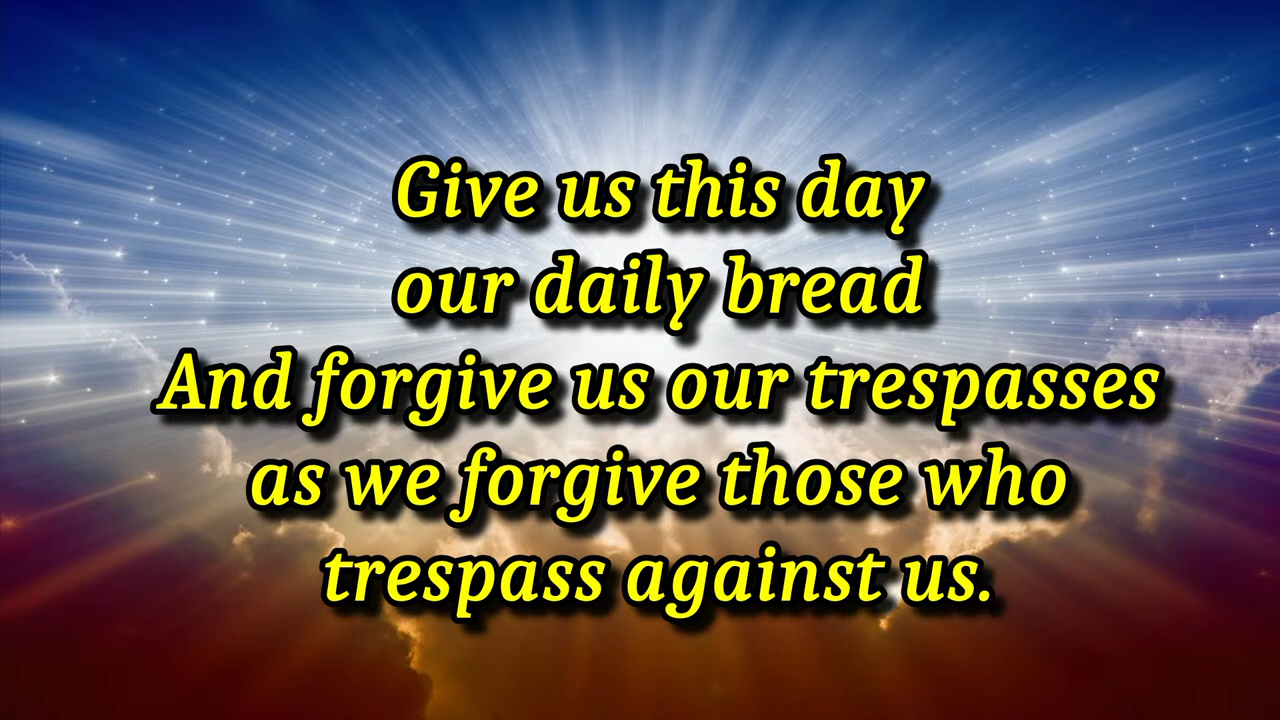 Give us this day
our daily bread
And forgive us our trespasses
as we forgive those who
trespass against us.